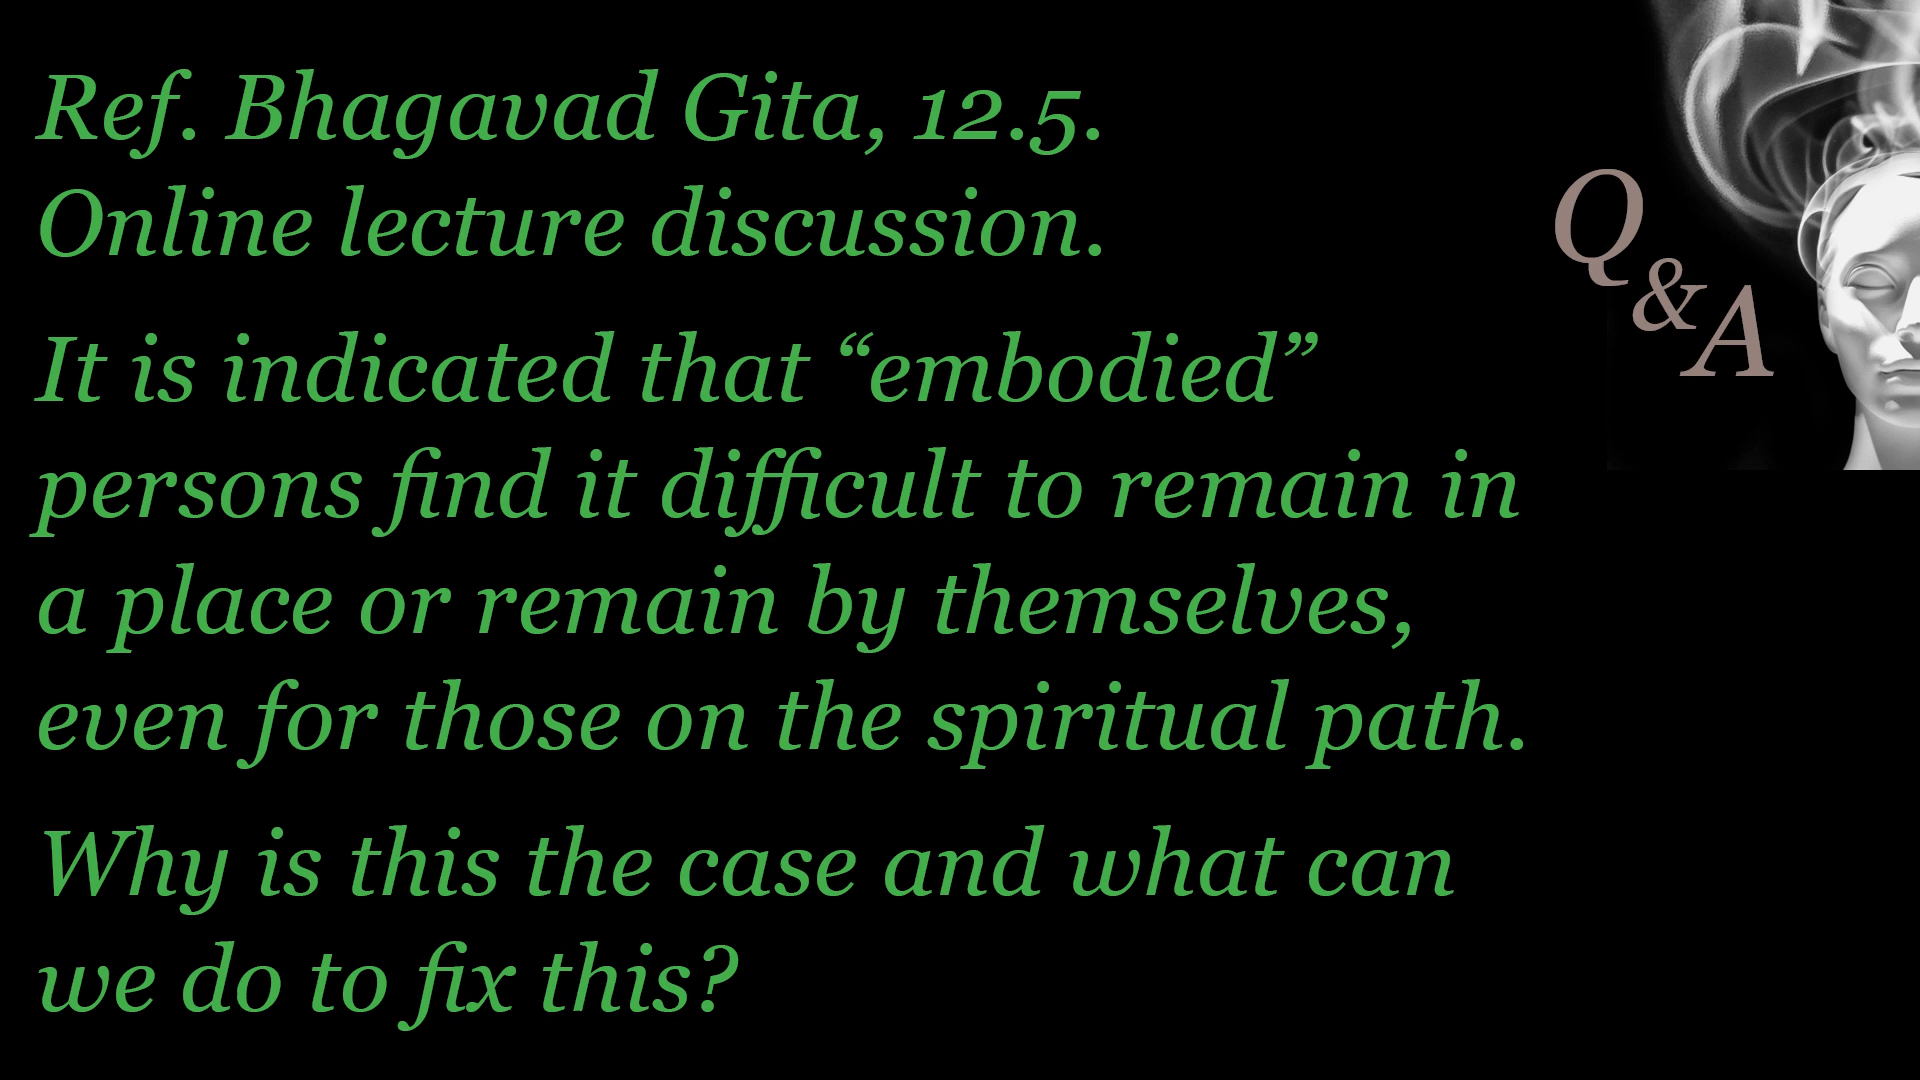 Ref. Bhagavad Gita, 12.5.
Online lecture discussion.
It is indicated that “embodied”
persons find it difficult to remain in
a place or remain by themselves,
even for those on the spiritual path.
Why is this the case and what can
we do to fix this?
Q
&
A